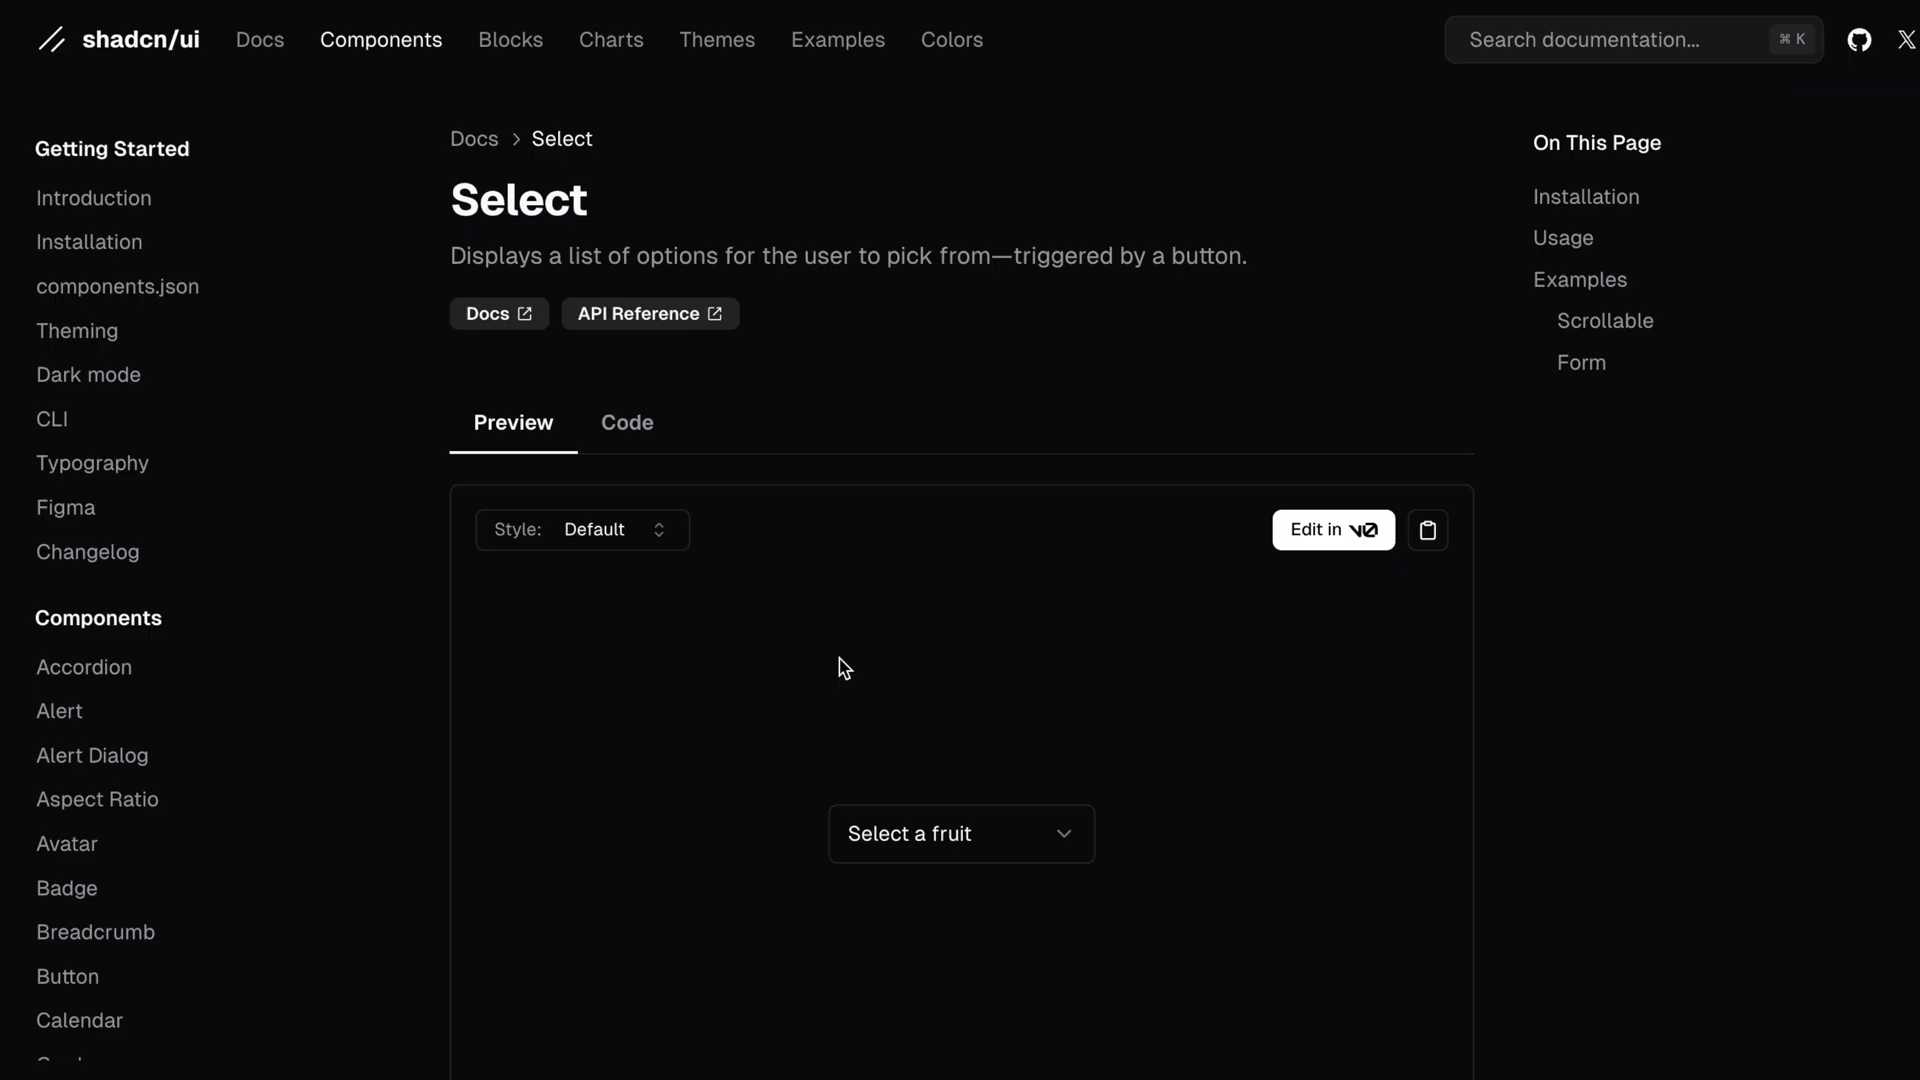 shadcn/ui
Docs
Components
Blocks
Charts
Themes
Examples
Colors
Search documentation...
⌘ K
Getting Started
Introduction
Installation
components.json
Theming
Dark mode
CLI
Typography
Figma
Changelog
Components
Accordion
Alert
Alert Dialog
Aspect Ratio
Avatar
Badge
Breadcrumb
Button
Calendar
Docs > Select
Select
Displays a list of options for the user to pick from—triggered by a button.
Docs
API Reference
Preview
Code
Style: Default
Edit in v0
Select a fruit
On This Page
Installation
Usage
Examples
Scrollable
Form